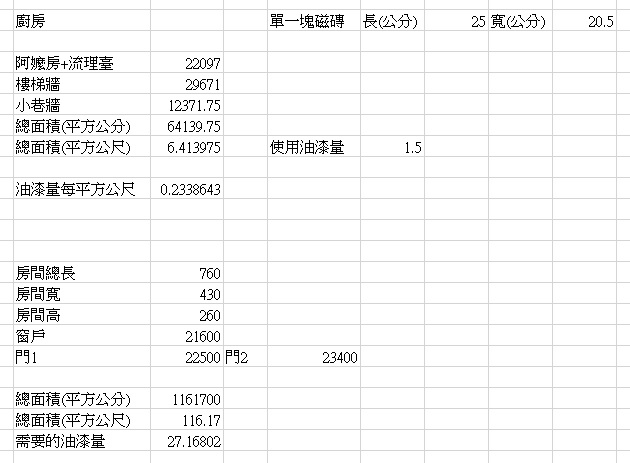 廚房 單一塊磁磚 長(公分) 25 寬(公分) 20.5
阿嬤房+流理臺 22097
樓梯牆 29671
小巷牆 12371.75
總面積(平方公分) 64139.75
總面積(平方公尺) 6.413975 使用油漆量 1.5
油漆量每平方公尺 0.2338643
房間總長 760
房間寬 430
房間高 260
窗戶 21600
門1 22500 門2 23400
總面積(平方公分) 1161700
總面積(平方公尺) 116.17
需要的油漆量 27.16802